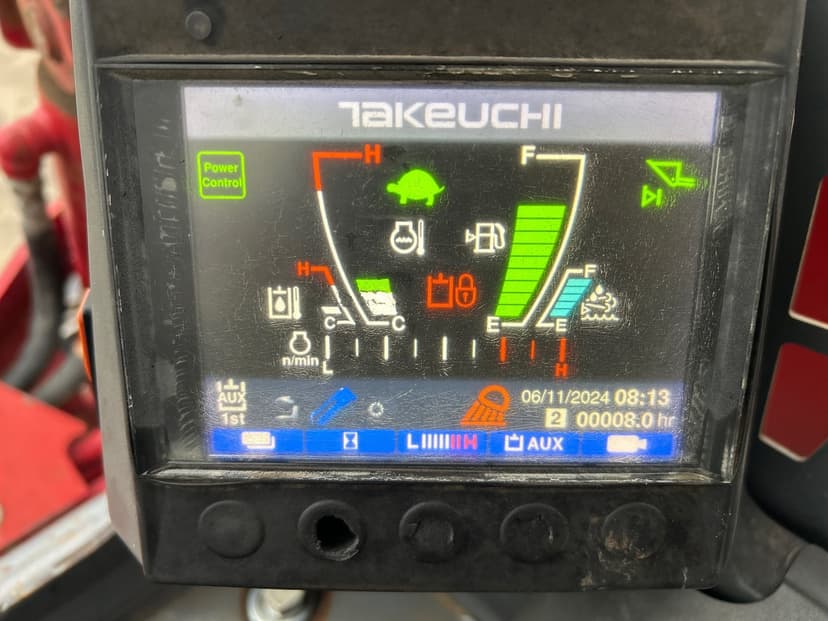 TAKEUCHI
Power
Control
H
F
H
F
C
C
E
E
n/min
L
H
AUX
1st
06/11/2024 08:13
2 00008.0 hr
L H
AUX